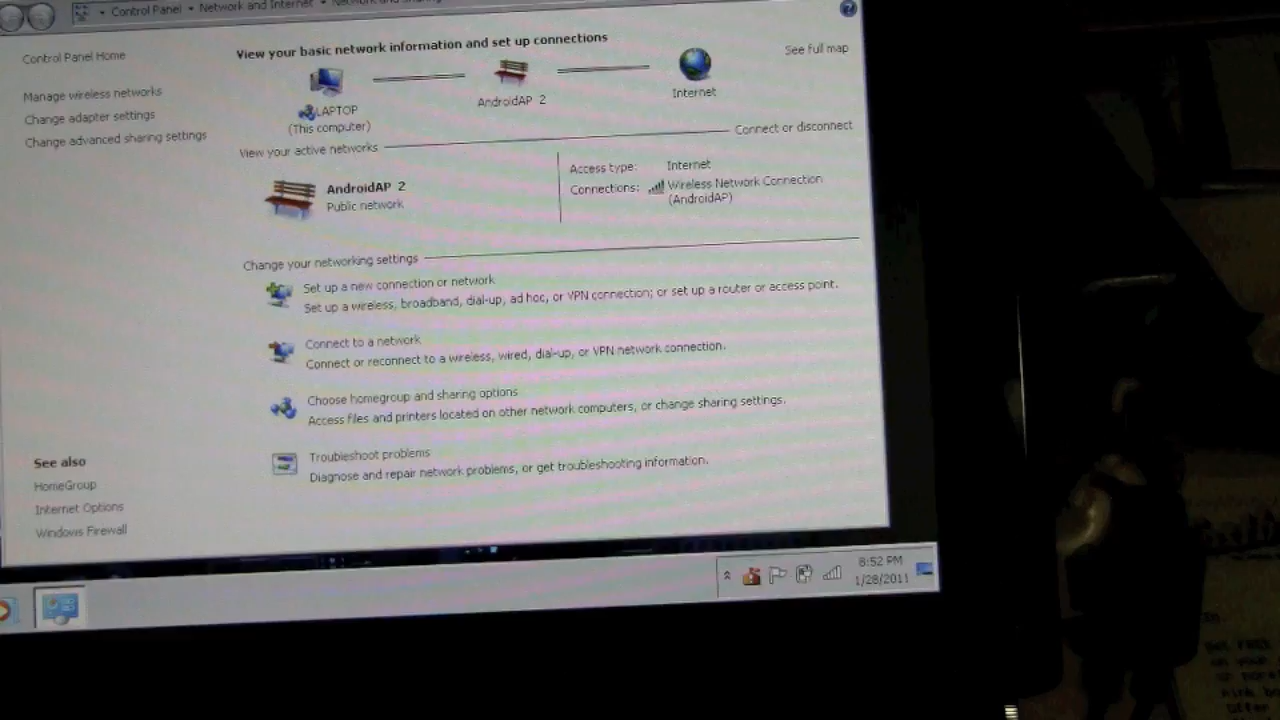 Control Panel
Network and Internet
Control Panel Home
View your basic network information and set up connections
See full map
Manage wireless networks
Change adapter settings
Change advanced sharing settings
LAPTOP
(This computer)
AndroidAP 2
Internet
View your active networks
Connect or disconnect
AndroidAP 2
Public network
Access type: Internet
Connections: Wireless Network Connection
(AndroidAP)
Change your networking settings
Set up a new connection or network
Set up a wireless, broadband, dial-up, ad hoc, or VPN connection; or set up a router or access point.
Connect to a network
Connect or reconnect to a wireless, wired, dial-up, or VPN network connection.
Choose homegroup and sharing options
Access files and printers located on other network computers, or change sharing settings.
Troubleshoot problems
Diagnose and repair network problems, or get troubleshooting information.
See also
HomeGroup
Internet Options
Windows Firewall
8:52 PM
1/28/2011